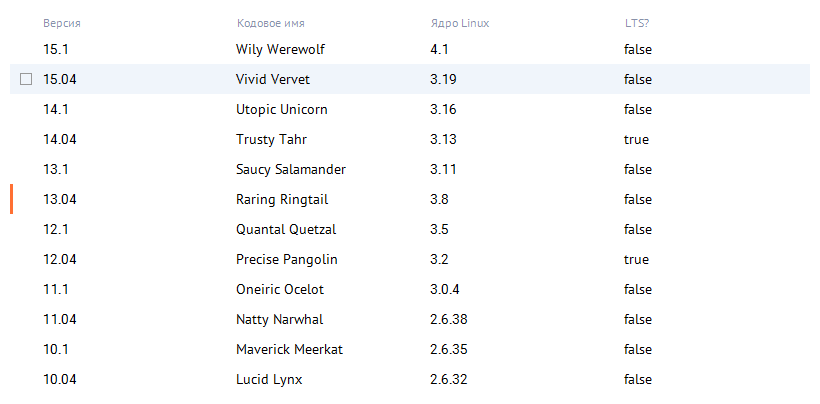 Версия Кодовое имя Ядро Linux LTS?
15.1 Wily Werewolf 4.1 false
15.04 Vivid Vervet 3.19 false
14.1 Utopic Unicorn 3.16 false
14.04 Trusty Tahr 3.13 true
13.1 Saucy Salamander 3.11 false
13.04 Raring Ringtail 3.8 false
12.1 Quantal Quetzal 3.5 false
12.04 Precise Pangolin 3.2 true
11.1 Oneiric Ocelot 3.0.4 false
11.04 Natty Narwhal 2.6.38 false
10.1 Maverick Meerkat 2.6.35 false
10.04 Lucid Lynx 2.6.32 false